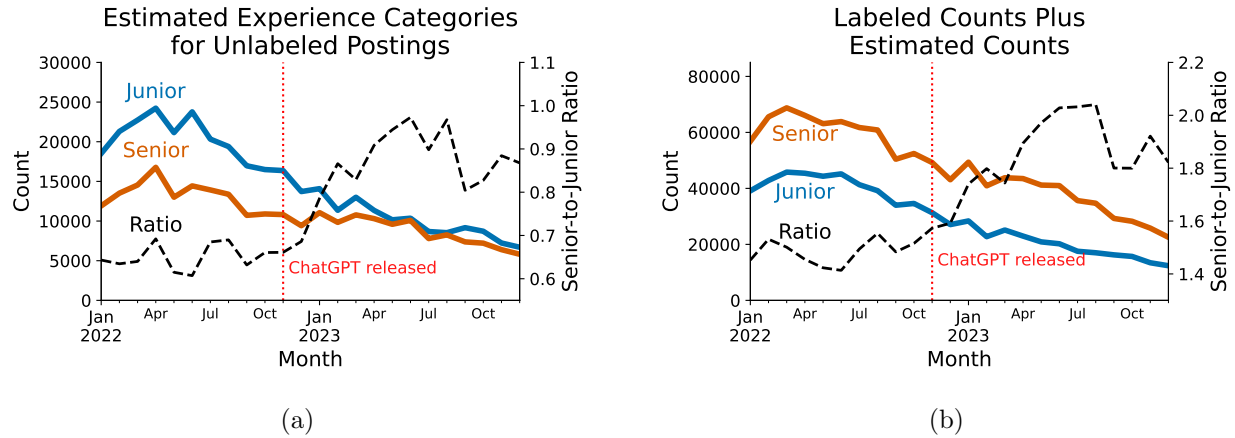 Estimated Experience Categories
for Unlabeled Postings
30000
25000
20000
15000
10000
5000
0
Count
Junior
Senior
Ratio
ChatGPT released
1.1
1.0
0.9
0.8
0.7
0.6
Senior-to-Junior Ratio
Jan
2022
Apr
Jul
Oct
Jan
2023
Apr
Jul
Oct
Month
(a)
Labeled Counts Plus
Estimated Counts
80000
60000
40000
20000
0
Count
Senior
Junior
Ratio
ChatGPT released
2.2
2.0
1.8
1.6
1.4
Senior-to-Junior Ratio
Jan
2022
Apr
Jul
Oct
Jan
2023
Apr
Jul
Oct
Month
(b)